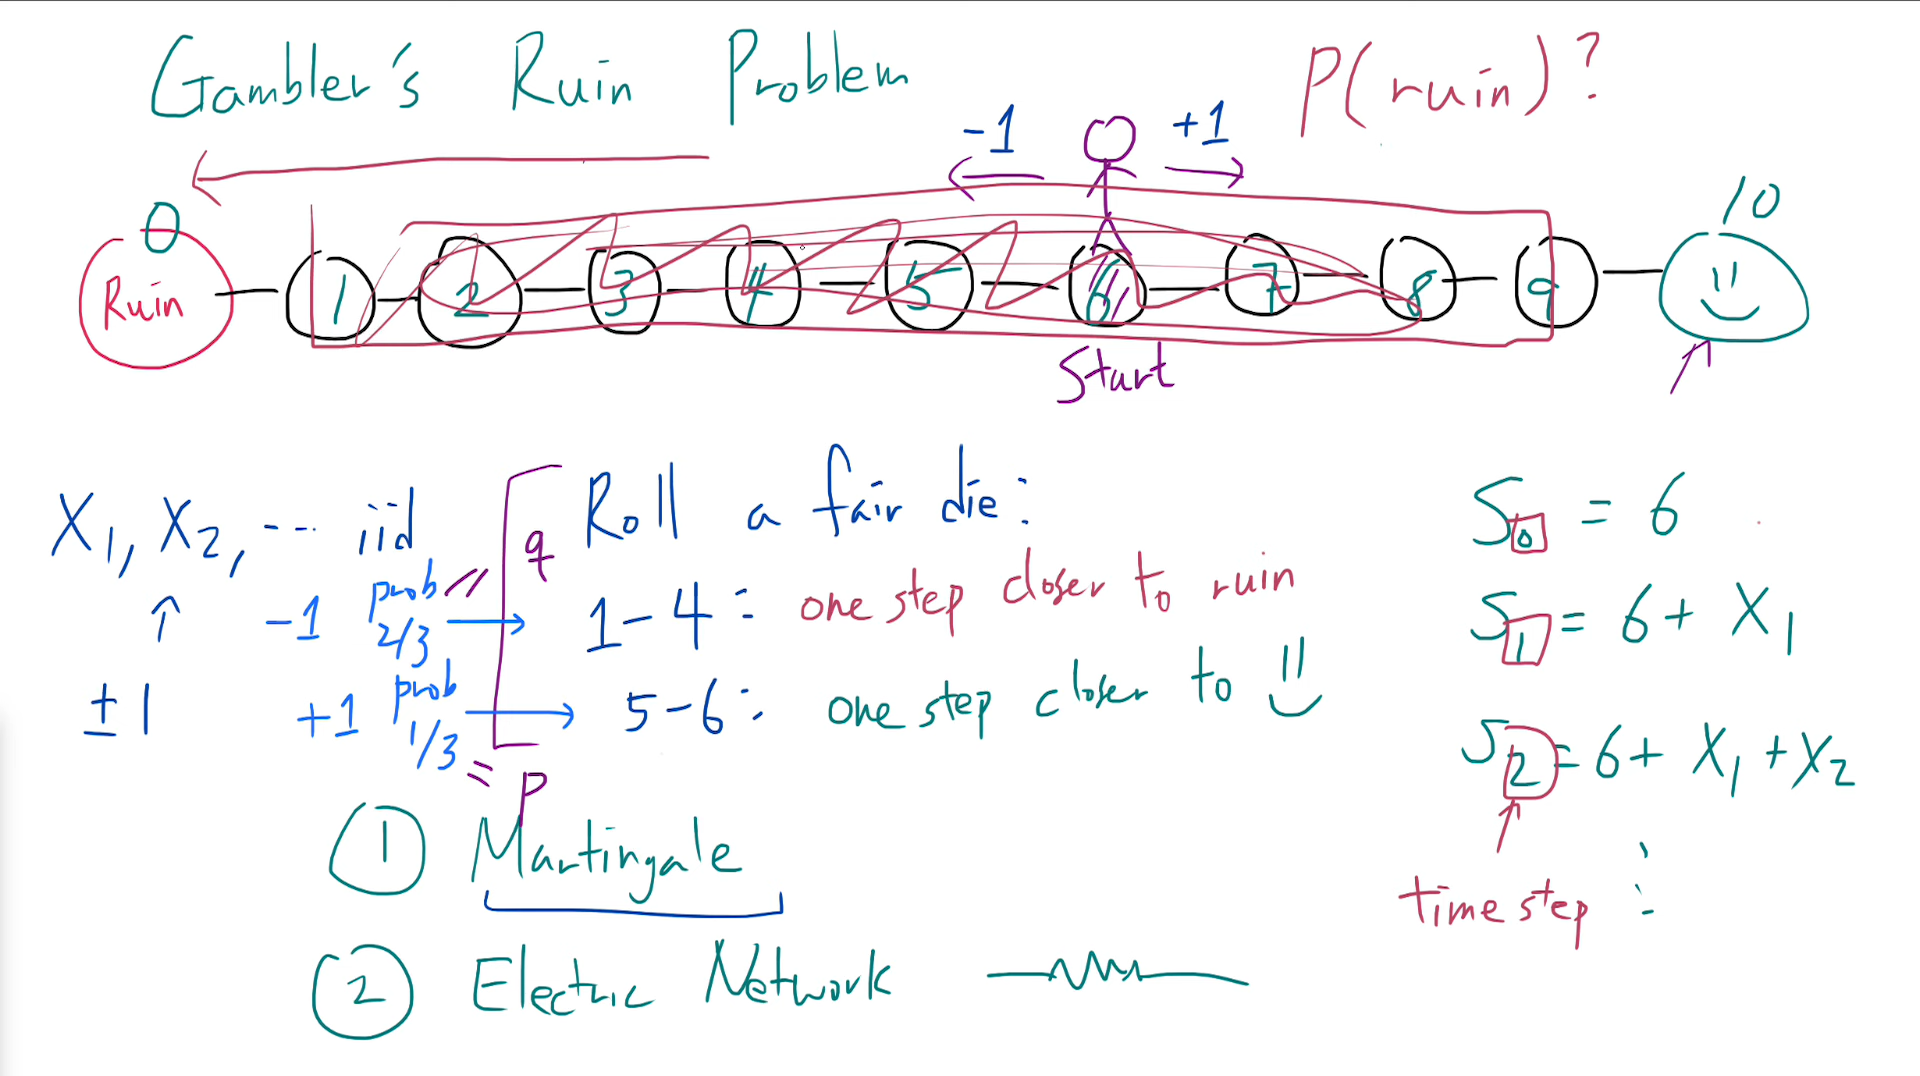 Gambler's Ruin Problem
P(ruin)?
-1 +1
0 10
Ruin 1 2 3 4 5 6 7 8 9
Start
X1, X2, --- iid
±1
-1 prob 2/3 = q
+1 prob 1/3 = p
Roll a fair die:
1-4: one step closer to ruin
5-6: one step closer to
S0 = 6
S1 = 6 + X1
S2 = 6 + X1 + X2
time step
1 Martingale
2 Electric Network